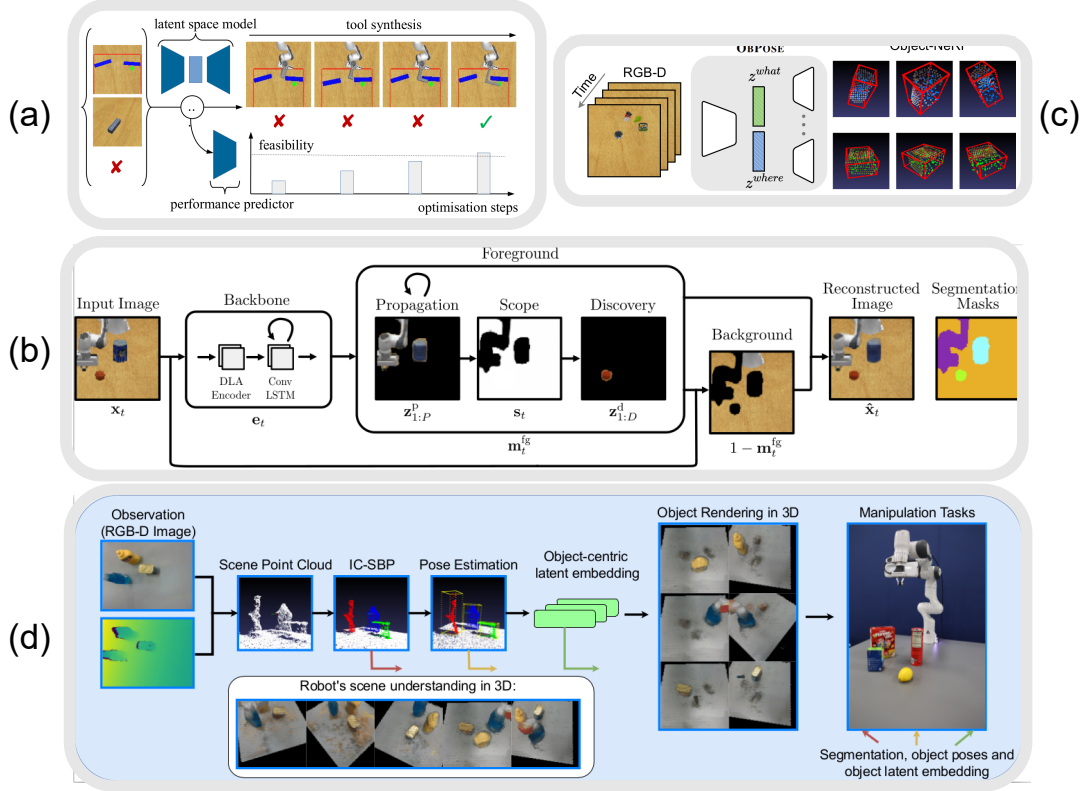 (a)
latent space model
tool synthesis
feasibility
performance predictor
optimisation steps
(c)
OBPOSE
Object-NeRF
Time
RGB-D
z^what
z^where
(b)
Foreground
Input Image
Backbone
Propagation
Scope
Discovery
Background
Reconstructed
Image
Segmentation
Masks
DLA
Encoder
Conv
LSTM
x_t
e_t
z^p_{1:P}
s_t
z^d_{1:D}
m^fg_t
1 − m^fg_t
x̂_t
(d)
Observation
(RGB-D Image)
Scene Point Cloud
IC-SBP
Pose Estimation
Object-centric
latent embedding
Object Rendering in 3D
Manipulation Tasks
Robot's scene understanding in 3D:
Segmentation, object poses and
object latent embedding